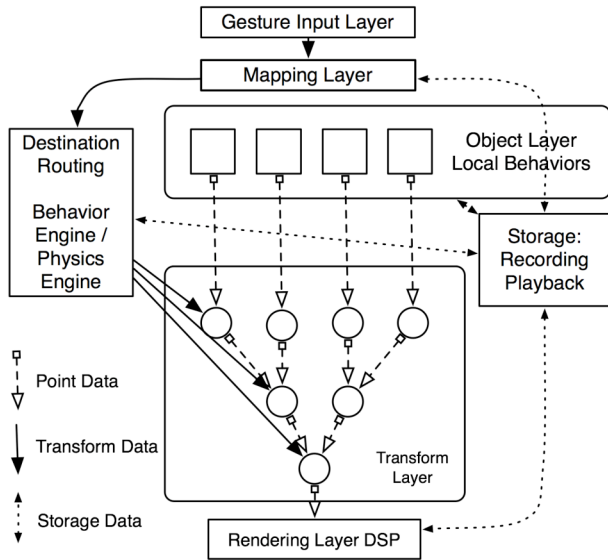 Gesture Input Layer
Mapping Layer
Destination
Routing
Behavior
Engine /
Physics
Engine
Object Layer
Local Behaviors
Storage:
Recording
Playback
Point Data
Transform Data
Storage Data
Transform
Layer
Rendering Layer DSP